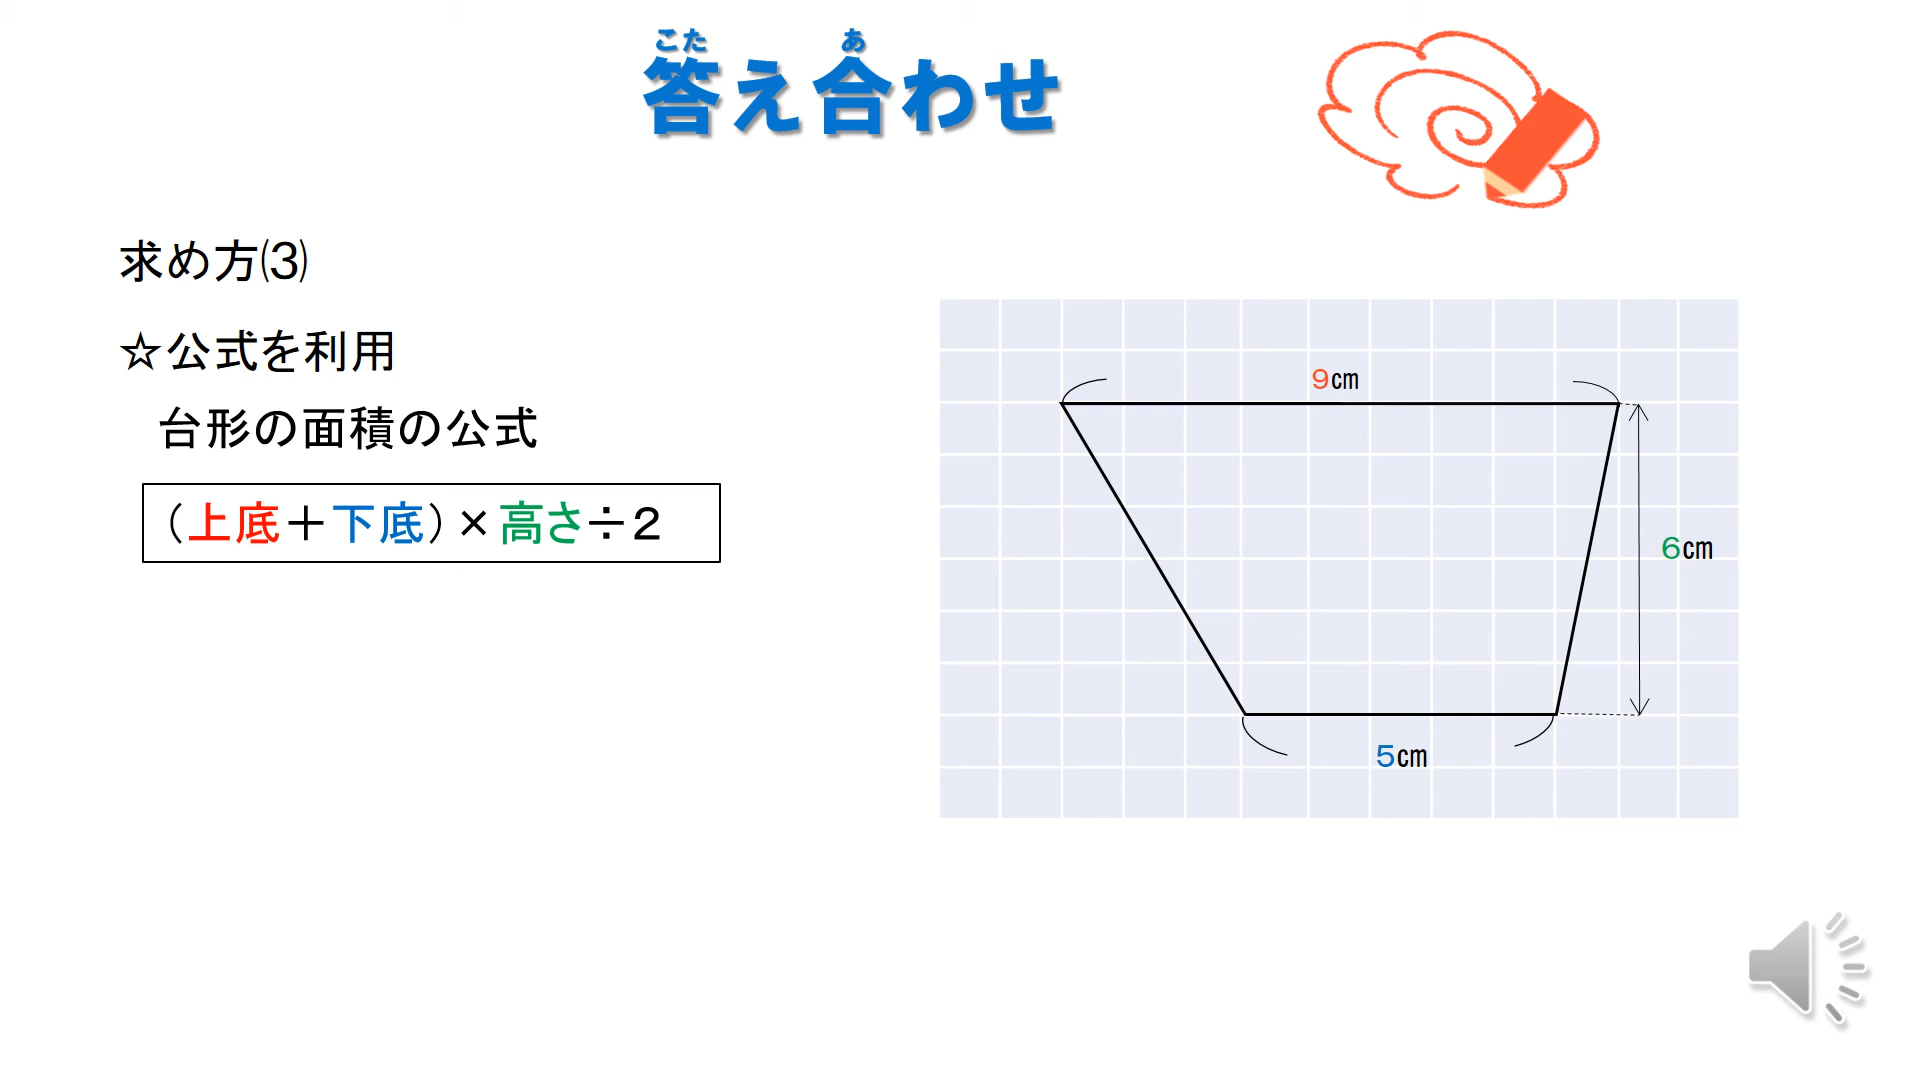 こた あ
答え合わせ
求め方⑶
☆公式を利用
台形の面積の公式
（上底＋下底）×高さ÷２
９cm
６cm
５cm